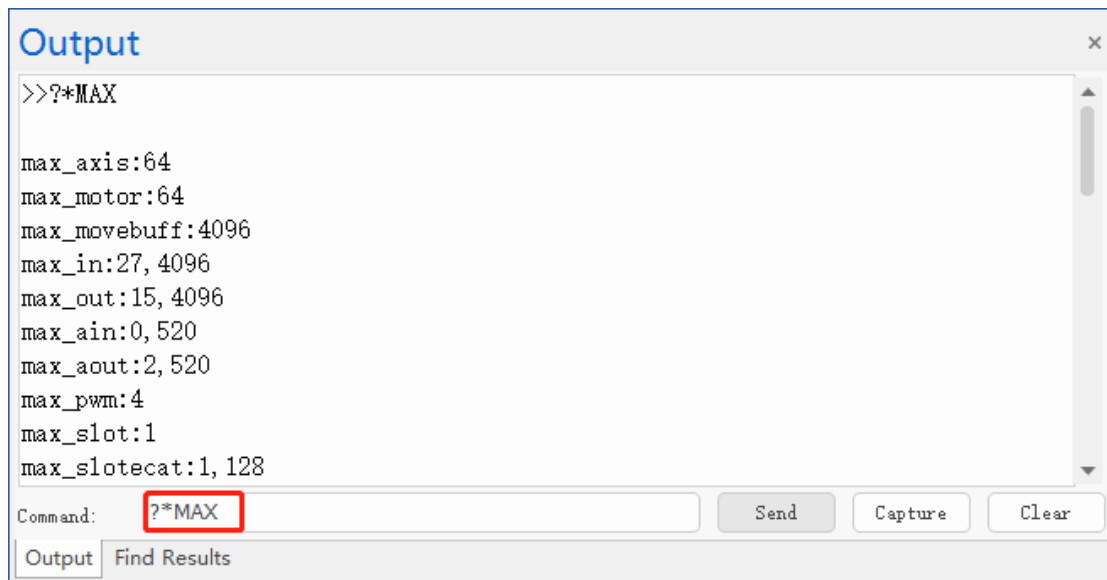 Output
>>?*MAX
max_axis:64
max_motor:64
max_movebuff:4096
max_in:27,4096
max_out:15,4096
max_ain:0,520
max_aout:2,520
max_pwm:4
max_slot:1
max_slotecat:1,128
Command: ?*MAX Send Capture Clear
Output Find Results